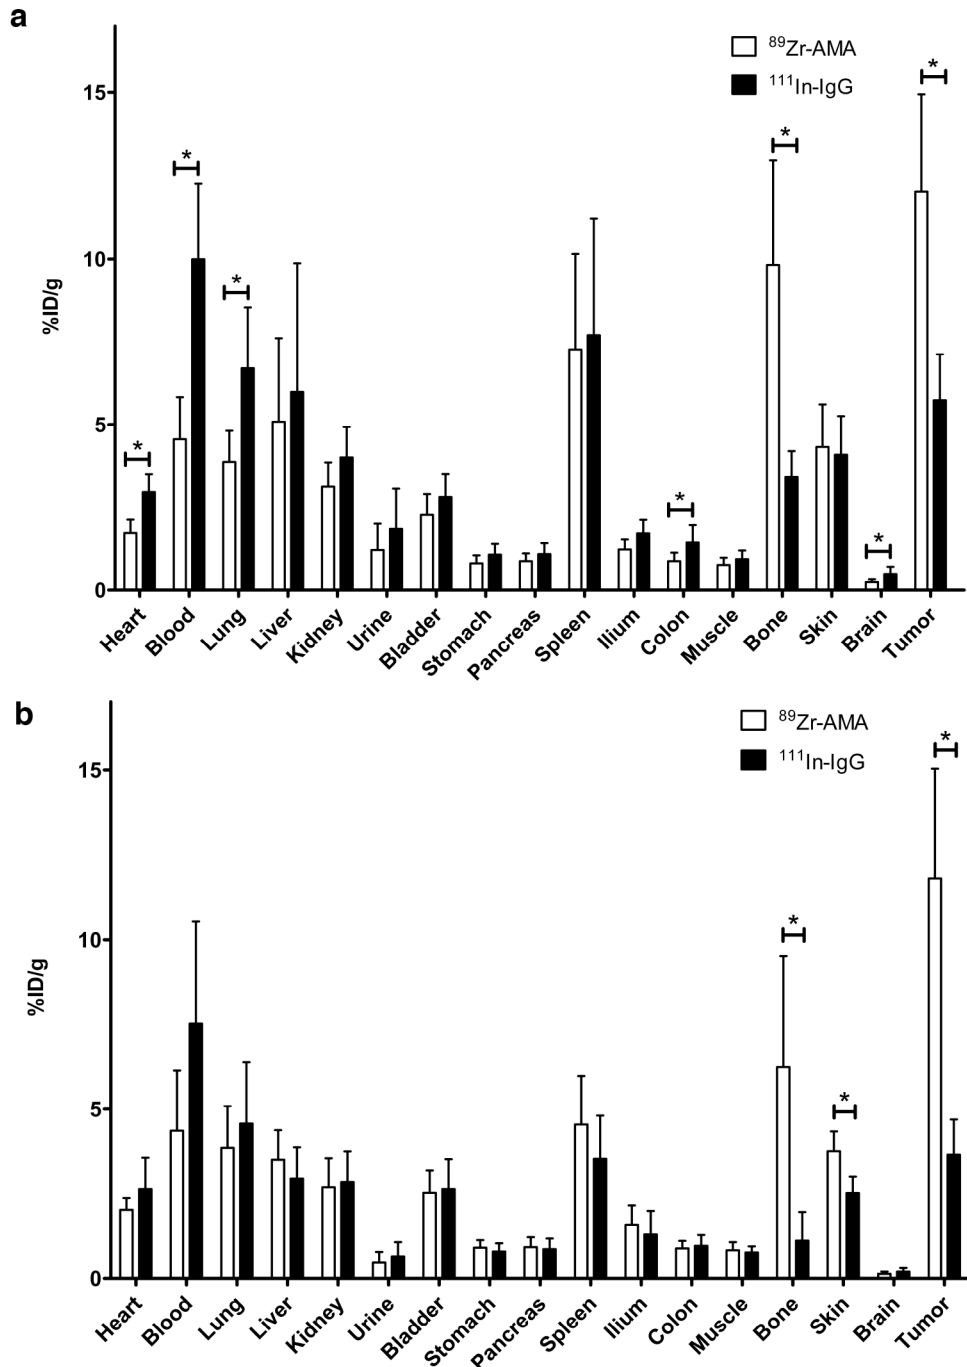 a
⁸⁹Zr-AMA
¹¹¹In-IgG
%ID/g
15
10
5
0
*
*
*
*
*
*
*
*
Heart
Blood
Lung
Liver
Kidney
Urine
Bladder
Stomach
Pancreas
Spleen
Ilium
Colon
Muscle
Bone
Skin
Brain
Tumor
b
⁸⁹Zr-AMA
¹¹¹In-IgG
%ID/g
15
10
5
0
*
*
*
Heart
Blood
Lung
Liver
Kidney
Urine
Bladder
Stomach
Pancreas
Spleen
Ilium
Colon
Muscle
Bone
Skin
Brain
Tumor